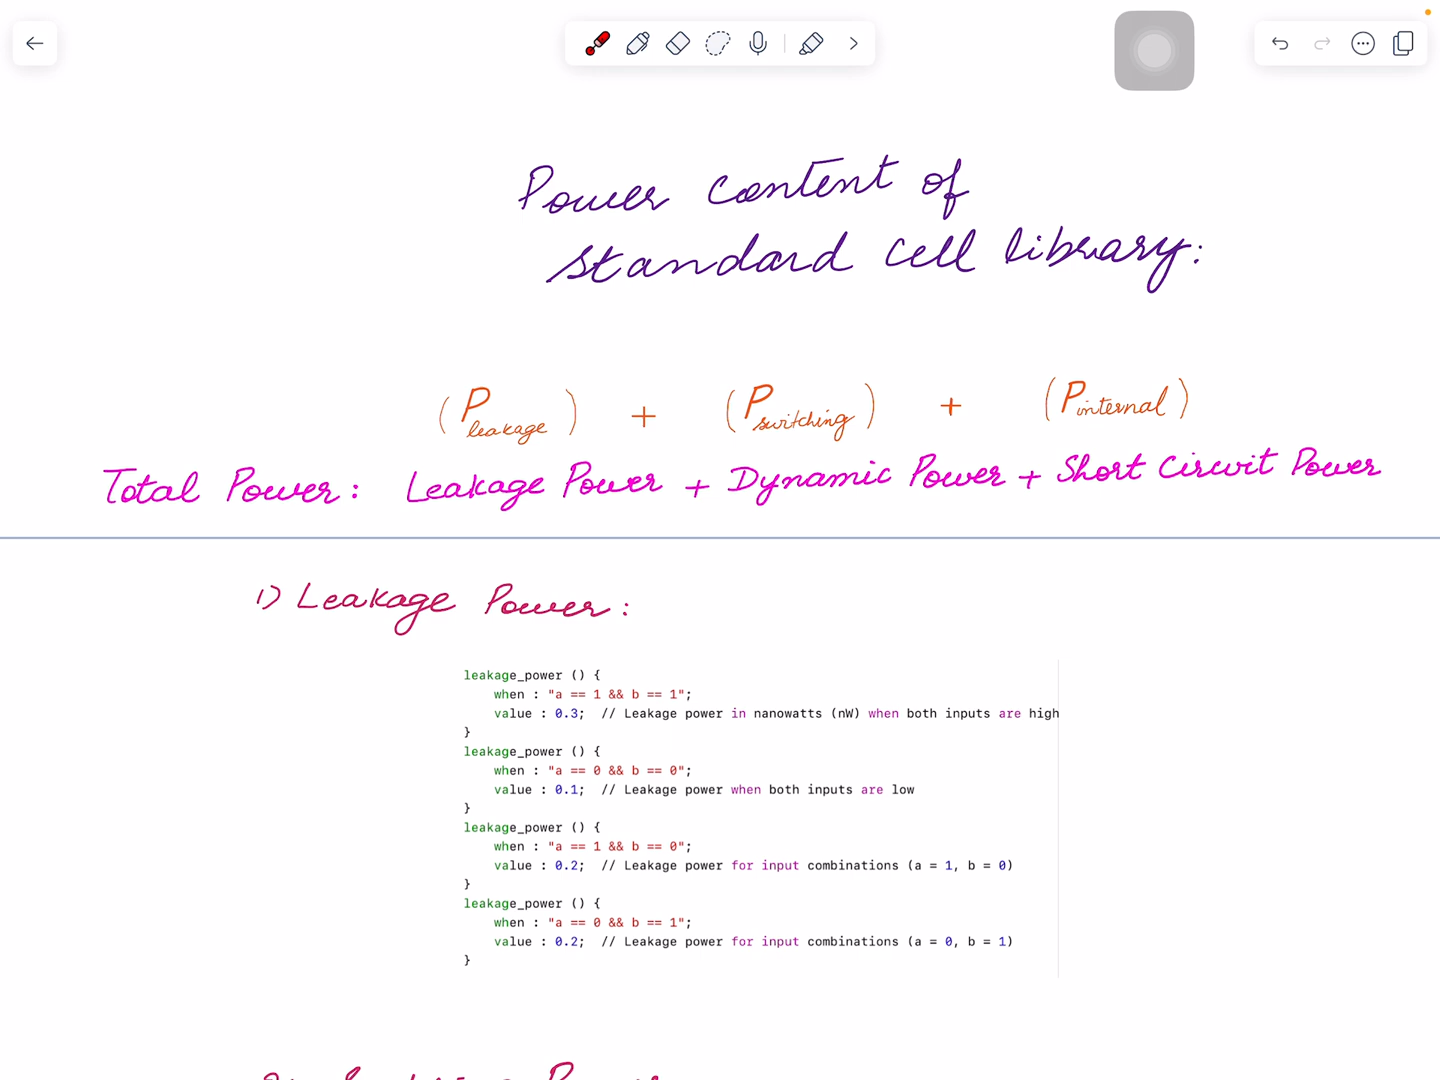 Power content of
standard cell library:
(P leakage) + (P switching) + (P internal)
Total Power: Leakage Power + Dynamic Power + Short Circuit Power
1) Leakage Power:
leakage_power () {
when : "a == 1 && b == 1";
value : 0.3; // Leakage power in nanowatts (nW) when both inputs are high
}
leakage_power () {
when : "a == 0 && b == 0";
value : 0.1; // Leakage power when both inputs are low
}
leakage_power () {
when : "a == 1 && b == 0";
value : 0.2; // Leakage power for input combinations (a = 1, b = 0)
}
leakage_power () {
when : "a == 0 && b == 1";
value : 0.2; // Leakage power for input combinations (a = 0, b = 1)
}